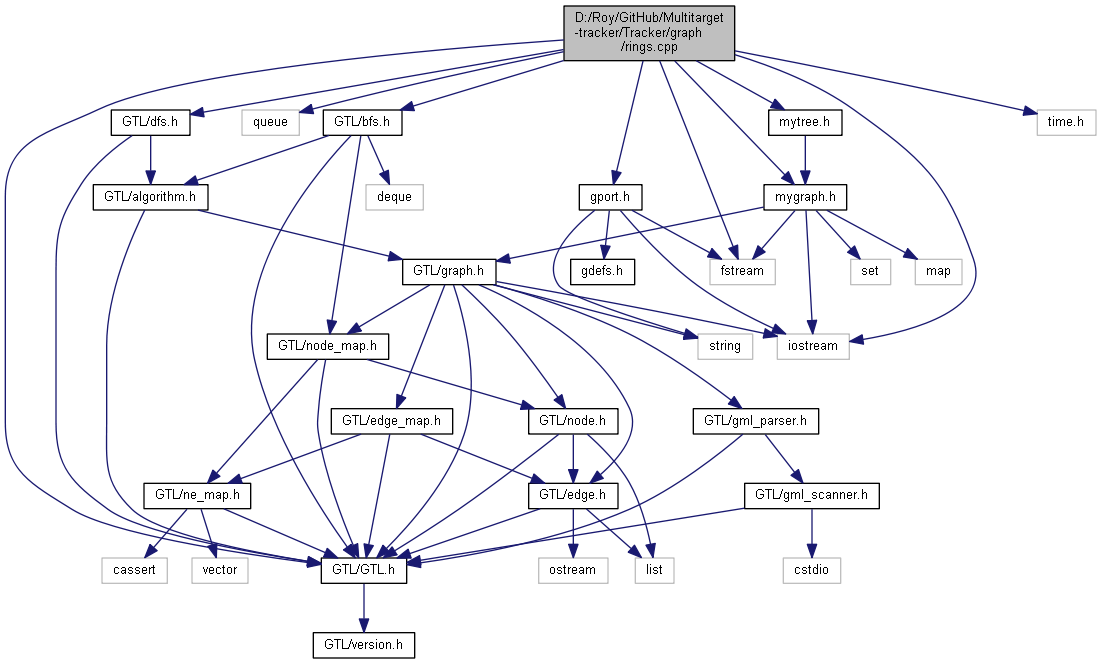 D:/Roy/GitHub/Multitarget
-tracker/Tracker/graph
/rings.cpp
GTL/dfs.h
queue
GTL/bfs.h
mytree.h
time.h
GTL/algorithm.h
deque
gport.h
mygraph.h
GTL/graph.h
gdefs.h
fstream
set
map
GTL/node_map.h
string
iostream
GTL/edge_map.h
GTL/node.h
GTL/gml_parser.h
GTL/ne_map.h
GTL/edge.h
GTL/gml_scanner.h
cassert
vector
GTL/GTL.h
ostream
list
cstdio
GTL/version.h